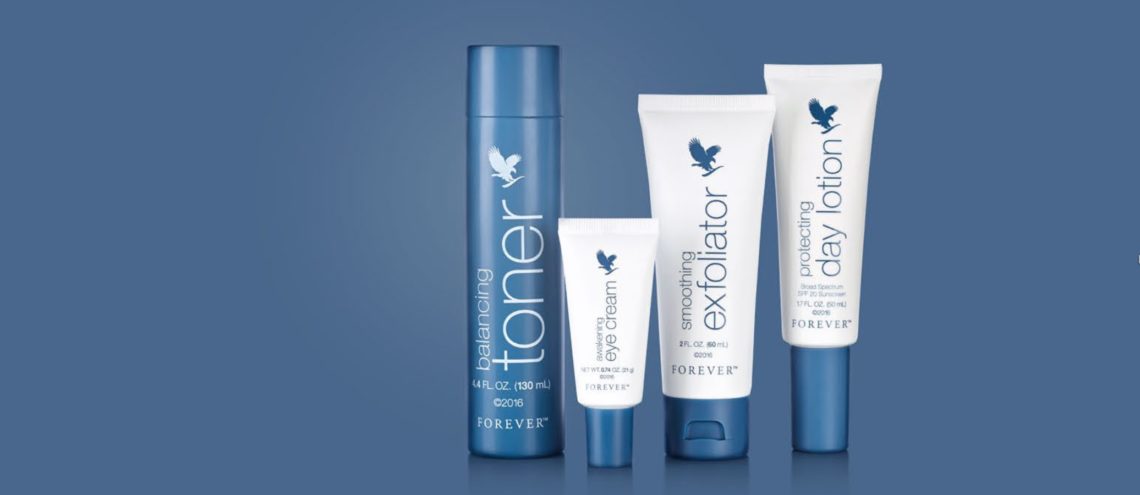 balancing
toner
4.4 FL.OZ. (130 mL)
©2016
FOREVER™
awakening
eye cream
NET WT. 0.74 OZ. (21 g)
©2016
FOREVER™
smoothing
exfoliator
2 FL. OZ. (60 mL)
©2016
FOREVER™
protecting
day lotion
Broad Spectrum
SPF 20 Sunscreen
1.7 FL. OZ. (50 mL)
©2016
FOREVER™